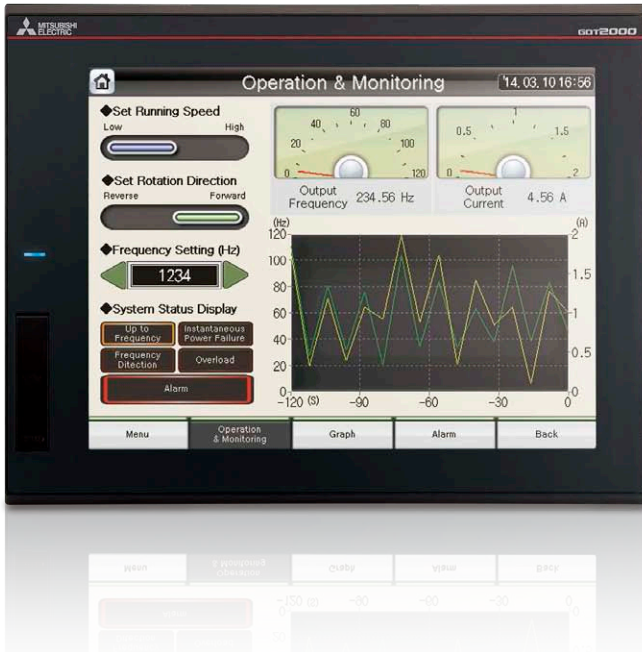 MITSUBISHI
ELECTRIC
GOT2000
Operation & Monitoring
'14. 03. 10 16:56
◆Set Running Speed
Low High
◆Set Rotation Direction
Reverse Forward
◆Frequency Setting (Hz)
1234
◆System Status Display
Up to
Frequency
Instantaneous
Power Failure
Frequency
Ditection
Overload
Alarm
0 20 40 60 80 100 120
Output
Frequency
234.56 Hz
0 0.5 1 1.5 2
Output
Current
4.56 A
(Hz)
120
100
80
60
40
20
0
(A)
2
1.5
1
0.5
0
-120 (S) -90 -60 -30 0
Menu
Operation
& Monitoring
Graph
Alarm
Back